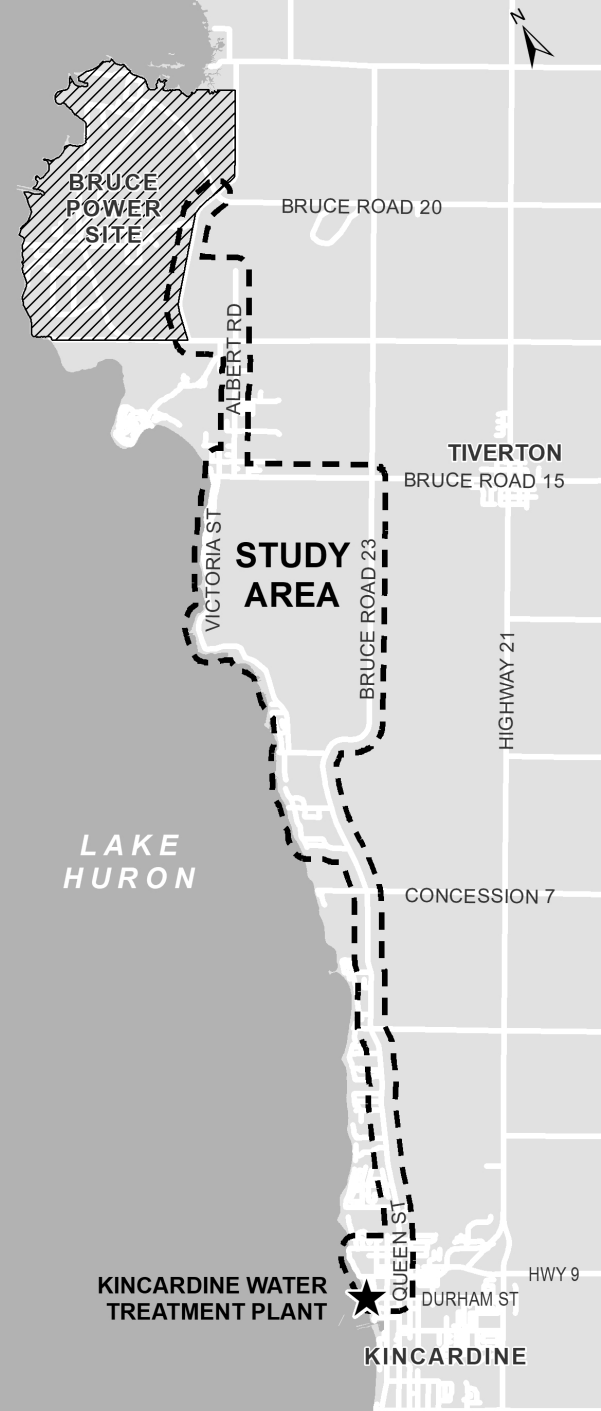 N
BRUCE
POWER
SITE
BRUCE ROAD 20
ALBERT RD
TIVERTON
BRUCE ROAD 15
STUDY
AREA
VICTORIA ST
BRUCE ROAD 23
HIGHWAY 21
LAKE
HURON
CONCESSION 7
QUEEN ST
HWY 9
KINCARDINE WATER
TREATMENT PLANT
DURHAM ST
KINCARDINE